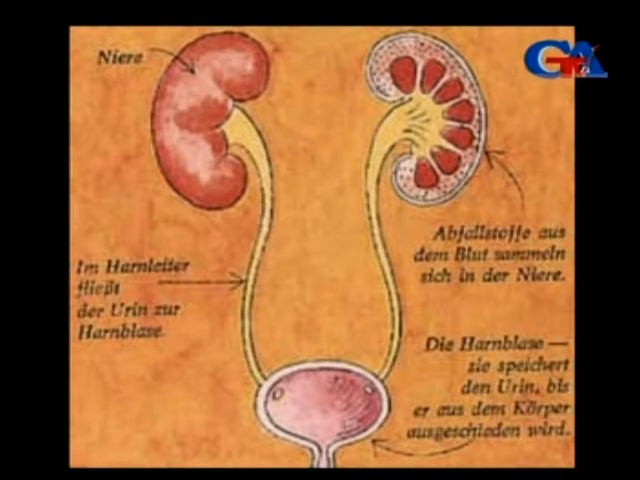 Niere
GTVA
Abfallstoffe aus
dem Blut sammeln
sich in der Niere.
Im Harnleiter
fließt
der Urin zur
Harnblase.
Die Harnblase —
sie speichert
den Urin, bis
er aus dem Körper
ausgeschieden wird.